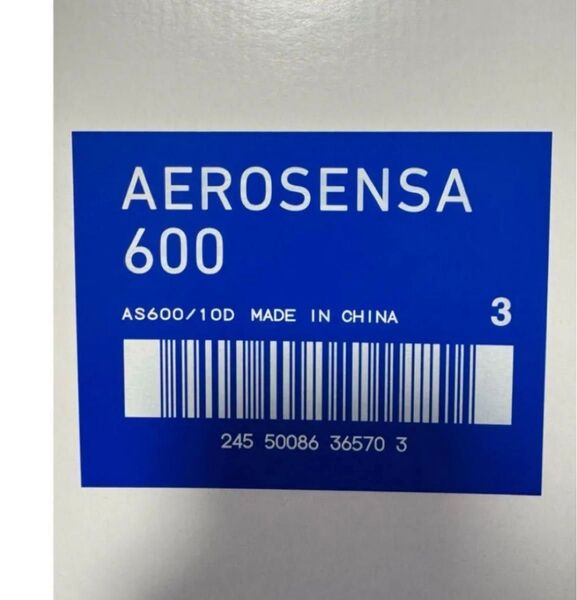 AEROSENSA
600
AS600/10D MADE IN CHINA 3
245 50086 36570 3